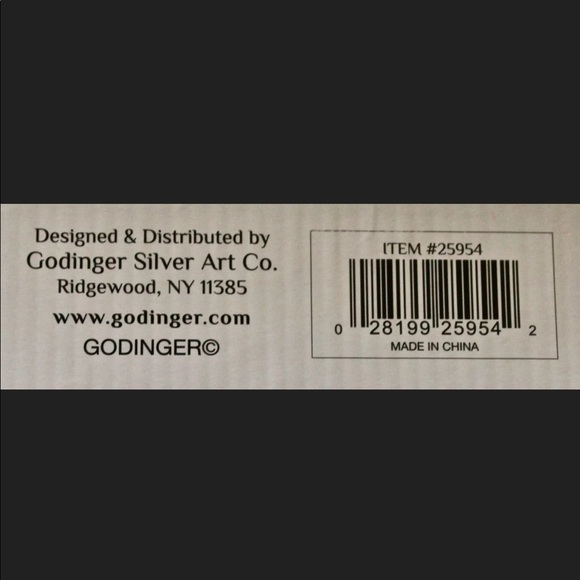 Designed & Distributed by
Godinger Silver Art Co.
Ridgewood, NY 11385
www.godinger.com
GODINGER©
ITEM #25954
0 28199 25954 2
MADE IN CHINA